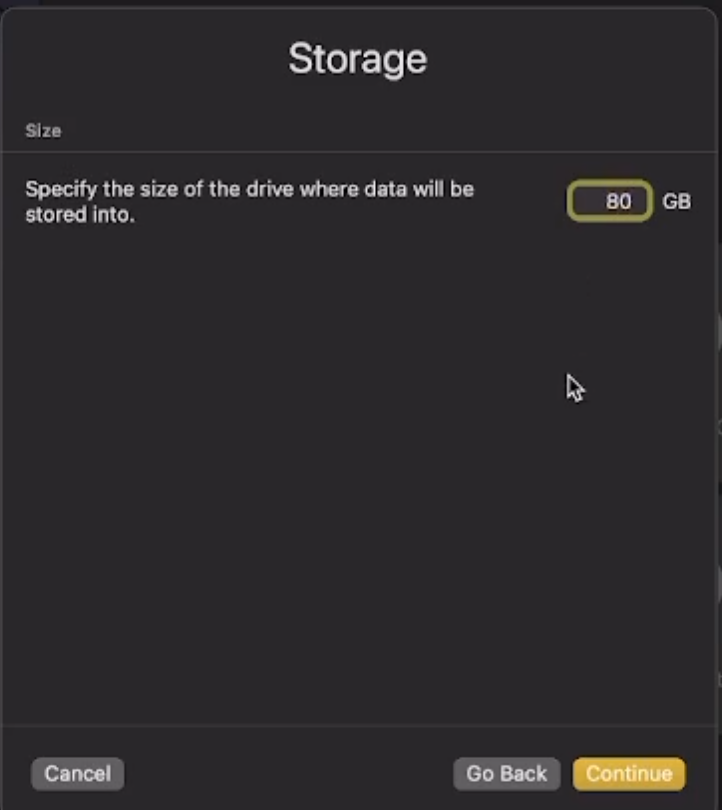 Storage
Size
Specify the size of the drive where data will be
stored into.
80 GB
Cancel Go Back Continue